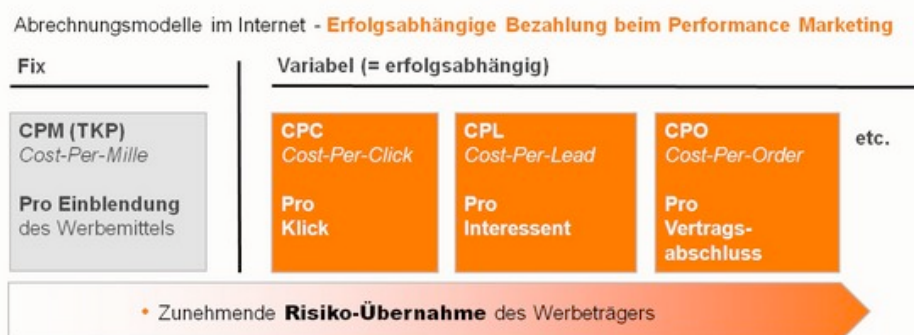 Abrechnungsmodelle im Internet - Erfolgsabhängige Bezahlung beim Performance Marketing
Fix
Variabel (= erfolgsabhängig)
CPM (TKP)
Cost-Per-Mille
Pro Einblendung
des Werbemittels
CPC
Cost-Per-Click
Pro
Klick
CPL
Cost-Per-Lead
Pro
Interessent
CPO
Cost-Per-Order
Pro
Vertrags-
abschluss
etc.
• Zunehmende Risiko-Übernahme des Werbeträgers